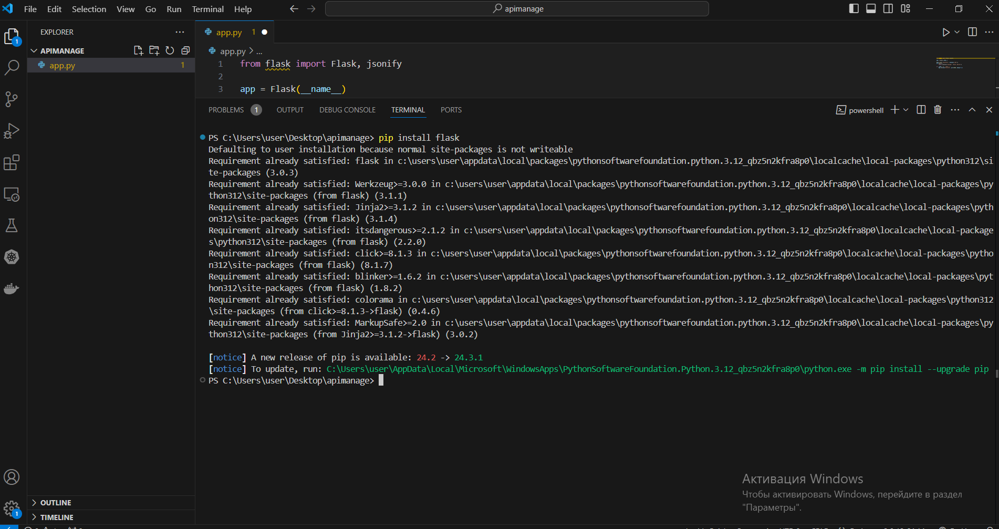 File Edit Selection View Go Run Terminal Help
apimanage
EXPLORER
APIMANAGE
app.py 1
OUTLINE
TIMELINE
1
1
app.py 1
app.py > ...
1 from flask import Flask, jsonify
2
3 app = Flask(__name__)
PROBLEMS 1 OUTPUT DEBUG CONSOLE TERMINAL PORTS
powershell
PS C:\Users\user\Desktop\apimanage> pip install flask
Defaulting to user installation because normal site-packages is not writeable
Requirement already satisfied: flask in c:\users\user\appdata\local\packages\pythonsoftwarefoundation.python.3.12_qbz5n2kfra8p0\localcache\local-packages\python312\si
te-packages (3.0.3)
Requirement already satisfied: Werkzeug>=3.0.0 in c:\users\user\appdata\local\packages\pythonsoftwarefoundation.python.3.12_qbz5n2kfra8p0\localcache\local-packages\py
thon312\site-packages (from flask) (3.1.1)
Requirement already satisfied: Jinja2>=3.1.2 in c:\users\user\appdata\local\packages\pythonsoftwarefoundation.python.3.12_qbz5n2kfra8p0\localcache\local-packages\pyth
on312\site-packages (from flask) (3.1.4)
Requirement already satisfied: itsdangerous>=2.1.2 in c:\users\user\appdata\local\packages\pythonsoftwarefoundation.python.3.12_qbz5n2kfra8p0\localcache\local-package
s\python312\site-packages (from flask) (2.2.0)
Requirement already satisfied: click>=8.1.3 in c:\users\user\appdata\local\packages\pythonsoftwarefoundation.python.3.12_qbz5n2kfra8p0\localcache\local-packages\pytho
n312\site-packages (from flask) (8.1.7)
Requirement already satisfied: blinker>=1.6.2 in c:\users\user\appdata\local\packages\pythonsoftwarefoundation.python.3.12_qbz5n2kfra8p0\localcache\local-packages\pyt
hon312\site-packages (from flask) (1.8.2)
Requirement already satisfied: colorama in c:\users\user\appdata\local\packages\pythonsoftwarefoundation.python.3.12_qbz5n2kfra8p0\localcache\local-packages\python312
\site-packages (from click>=8.1.3->flask) (0.4.6)
Requirement already satisfied: MarkupSafe>=2.0 in c:\users\user\appdata\local\packages\pythonsoftwarefoundation.python.3.12_qbz5n2kfra8p0\localcache\local-packages\py
thon312\site-packages (from Jinja2>=3.1.2->flask) (3.0.2)
[notice] A new release of pip is available: 24.2 -> 24.3.1
[notice] To update, run: C:\Users\user\AppData\Local\Microsoft\WindowsApps\PythonSoftwareFoundation.Python.3.12_qbz5n2kfra8p0\python.exe -m pip install --upgrade pip
PS C:\Users\user\Desktop\apimanage>
Активация Windows
Чтобы активировать Windows, перейдите в раздел
"Параметры".